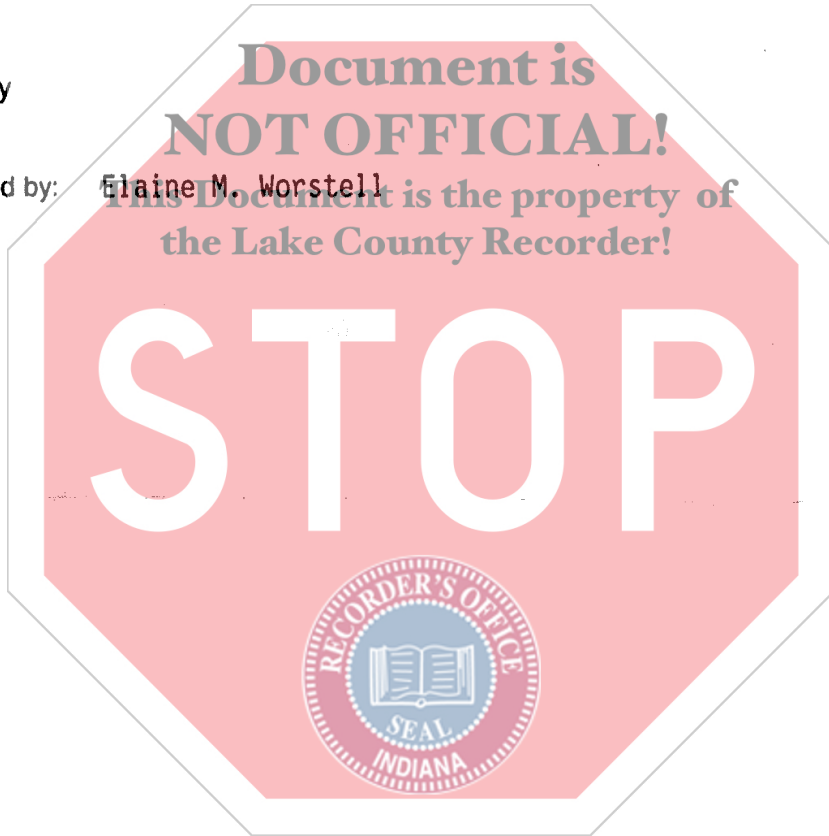 Document is
y
NOT OFFICIAL!
d by: Elaine M. Worstell
This Document is the property of
the Lake County Recorder!
STOP
RECORDER'S OFFICE
SEAL
INDIANA